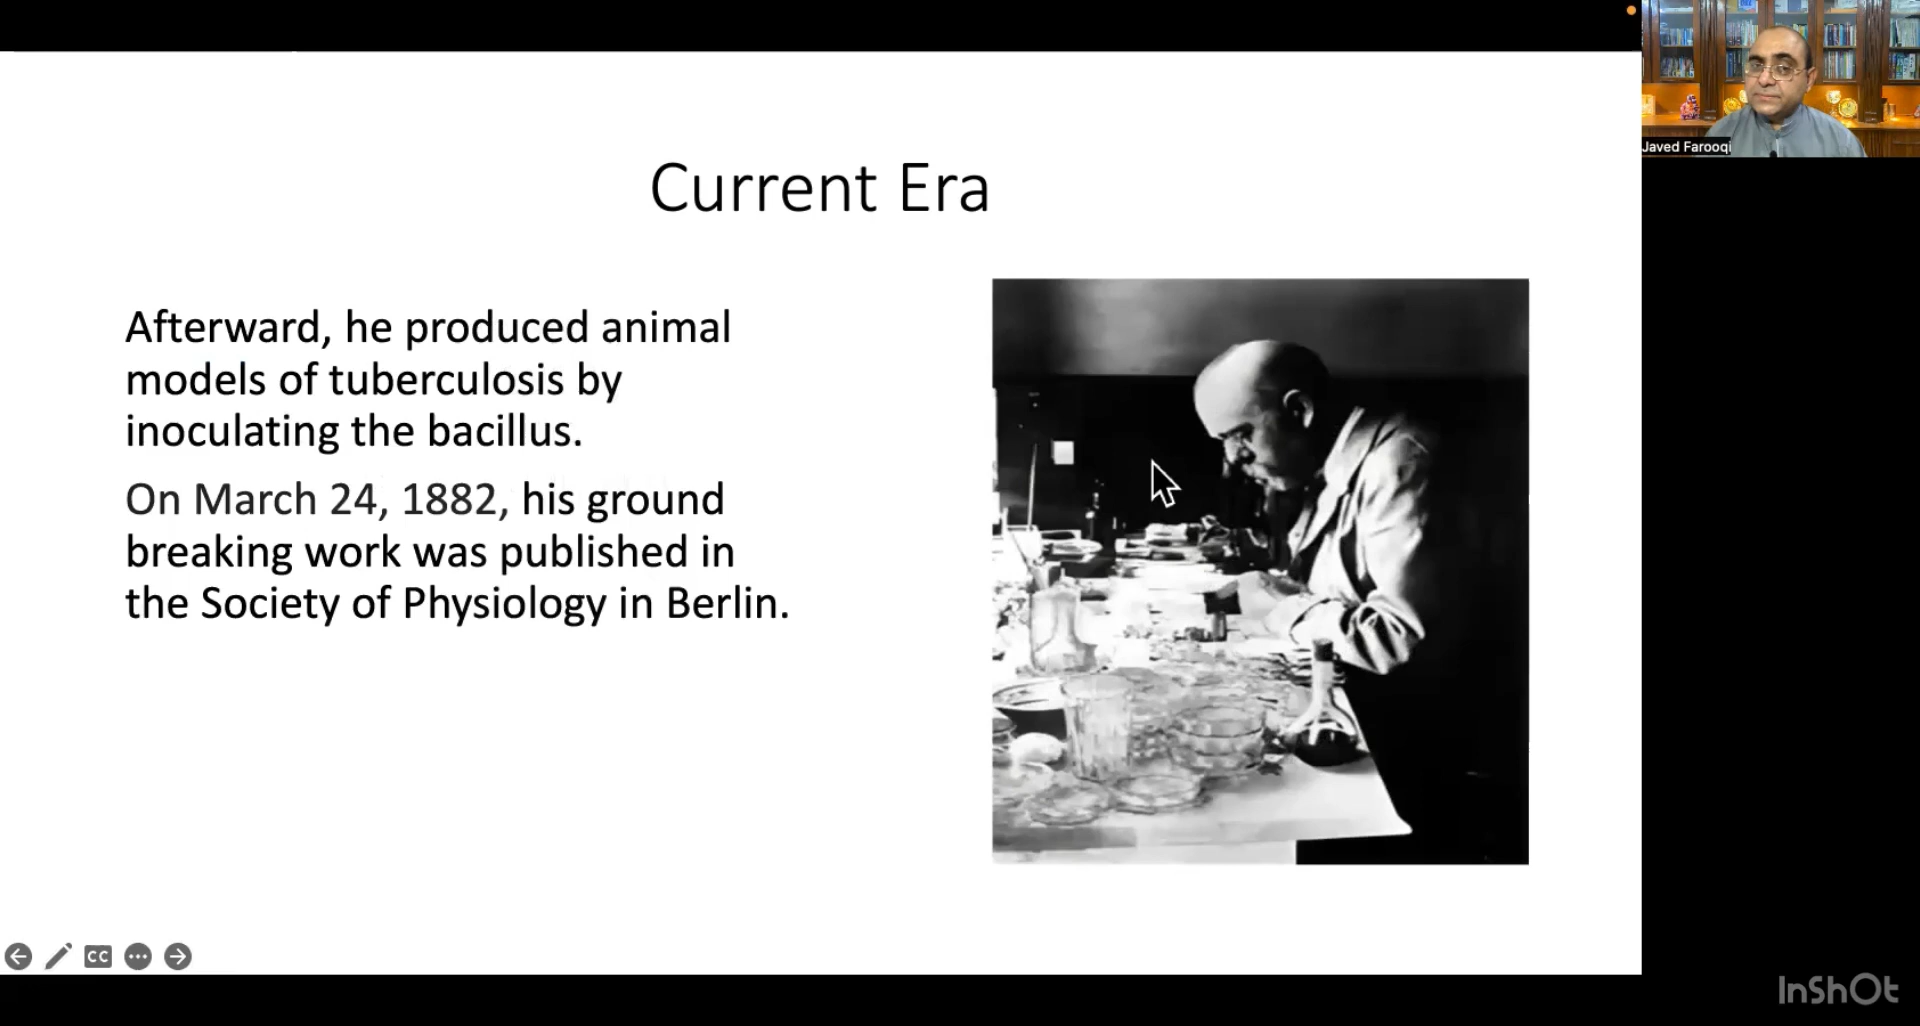 Javed Farooqi
Current Era
Afterward, he produced animal
models of tuberculosis by
inoculating the bacillus.
On March 24, 1882, his ground
breaking work was published in
the Society of Physiology in Berlin.
CC
InShOt